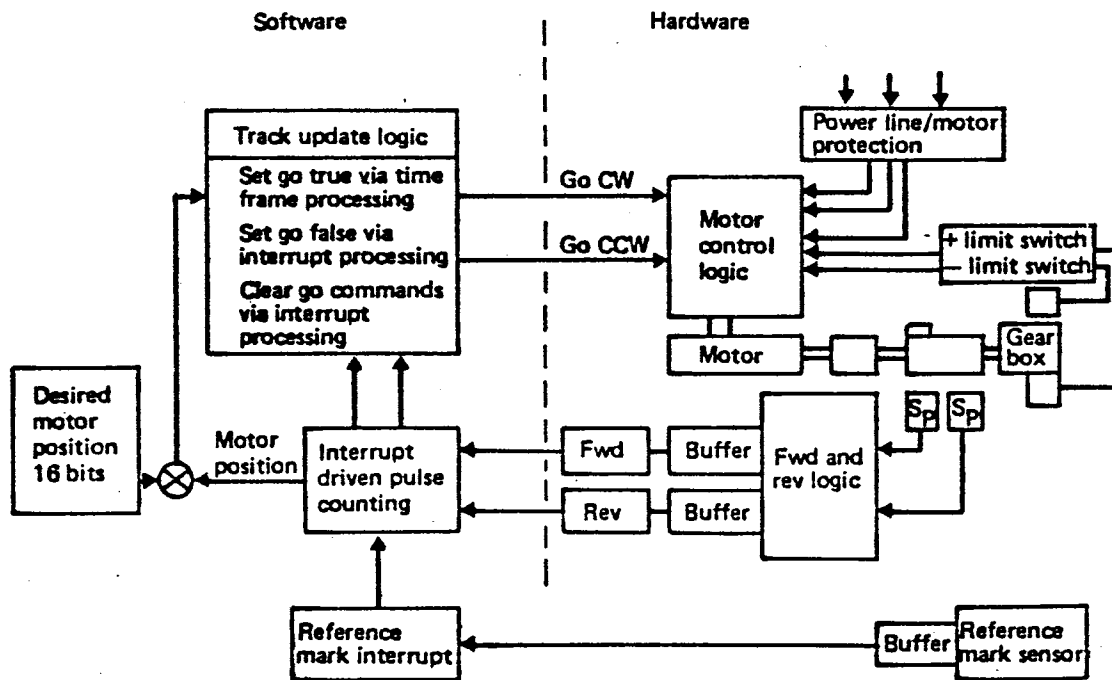 Software
Hardware
Track update logic
Set go true via time
frame processing
Set go false via
interrupt processing
Clear go commands
via interrupt
processing
Go CW
Go CCW
Motor
control
logic
Power line/motor
protection
+ limit switch
— limit switch
Motor
Gear
box
Desired
motor
position
16 bits
Motor
position
Interrupt
driven pulse
counting
Fwd
Buffer
Rev
Buffer
Fwd and
rev logic
Sp
Sp
Reference
mark interrupt
Buffer
Reference
mark sensor